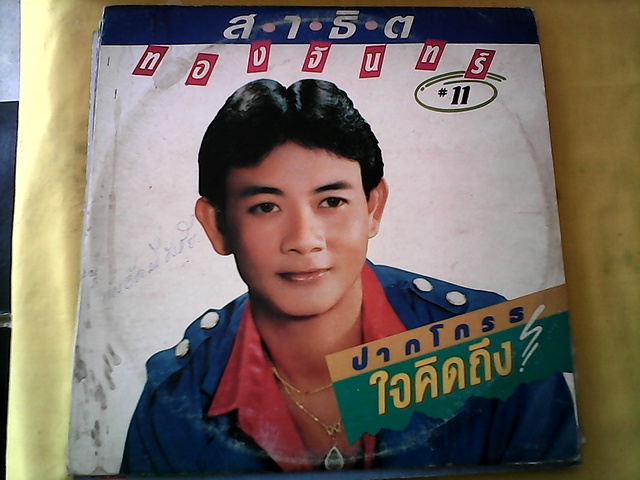 ส·า·ธิ·ต
ทองจันทร์
#11
ปากโกรธ
ใจคิดถึง